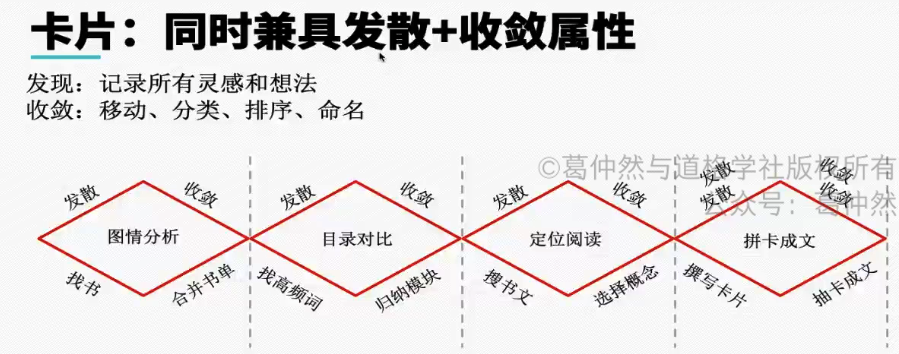 卡片：同时兼具发散+收敛属性
发现：记录所有灵感和想法
收敛：移动、分类、排序、命名
©葛仲然与道格学社版权所有
公众号：葛仲然
发散 收敛
图情分析
找书 合并书单
发散 收敛
目录对比
找高频词 归纳模块
发散 收敛
定位阅读
搜书文 选择概念
发散 收敛
发散 收敛
拼卡成文
撰写卡片 抽卡成文